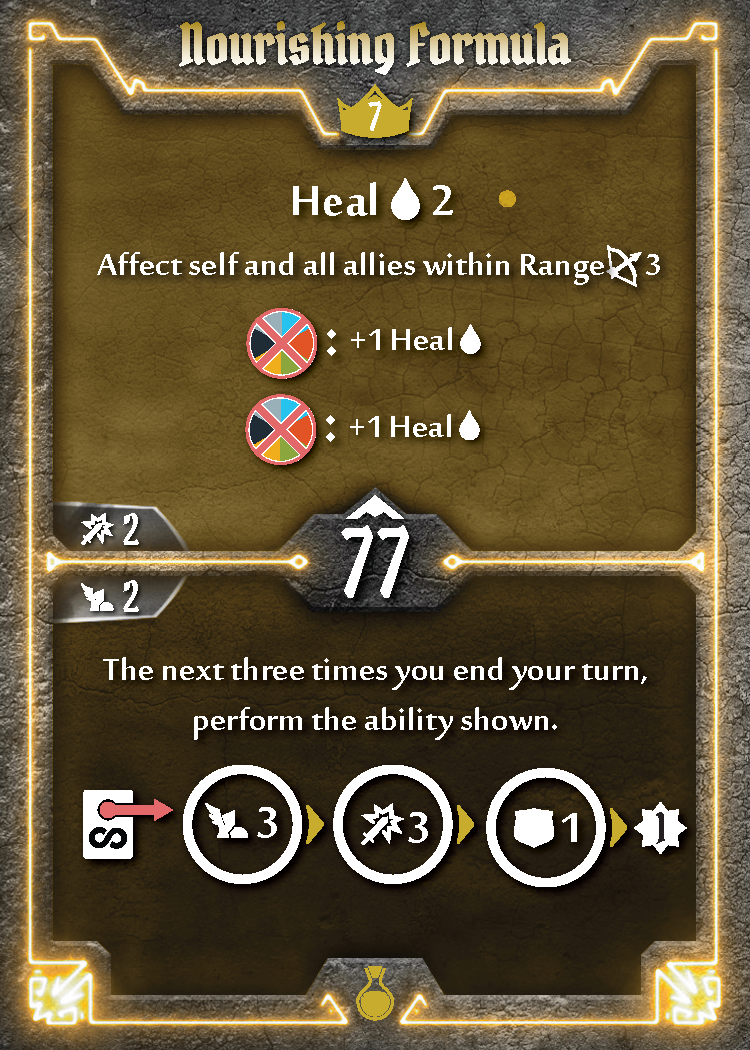 Nourishing Formula
7
Heal 2
Affect self and all allies within Range 3
: +1 Heal
: +1 Heal
2
77
2
The next three times you end your turn,
perform the ability shown.
3 3 1 1